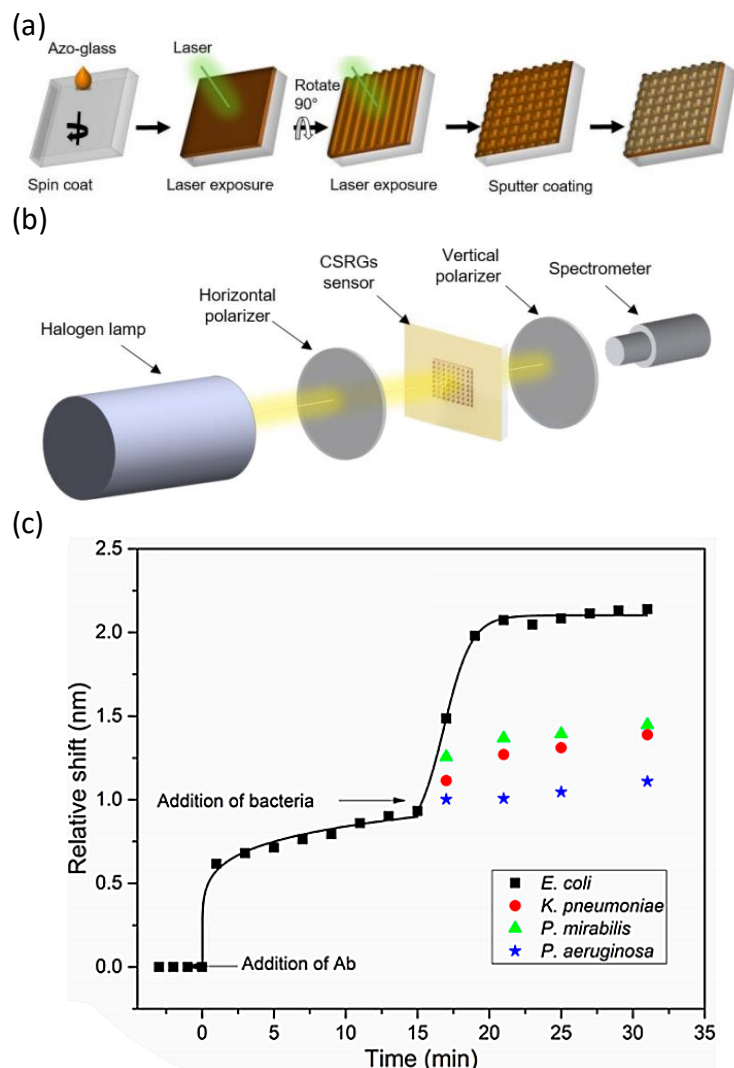 (a)
Azo-glass
Laser
Rotate
90°
Spin coat
Laser exposure
Laser exposure
Sputter coating
(b)
Halogen lamp
Horizontal
polarizer
CSRGs
sensor
Vertical
polarizer
Spectrometer
(c)
2.5
2.0
1.5
1.0
0.5
0.0
Relative shift (nm)
Addition of bacteria
Addition of Ab
E. coli
K. pneumoniae
P. mirabilis
P. aeruginosa
0 5 10 15 20 25 30 35
Time (min)